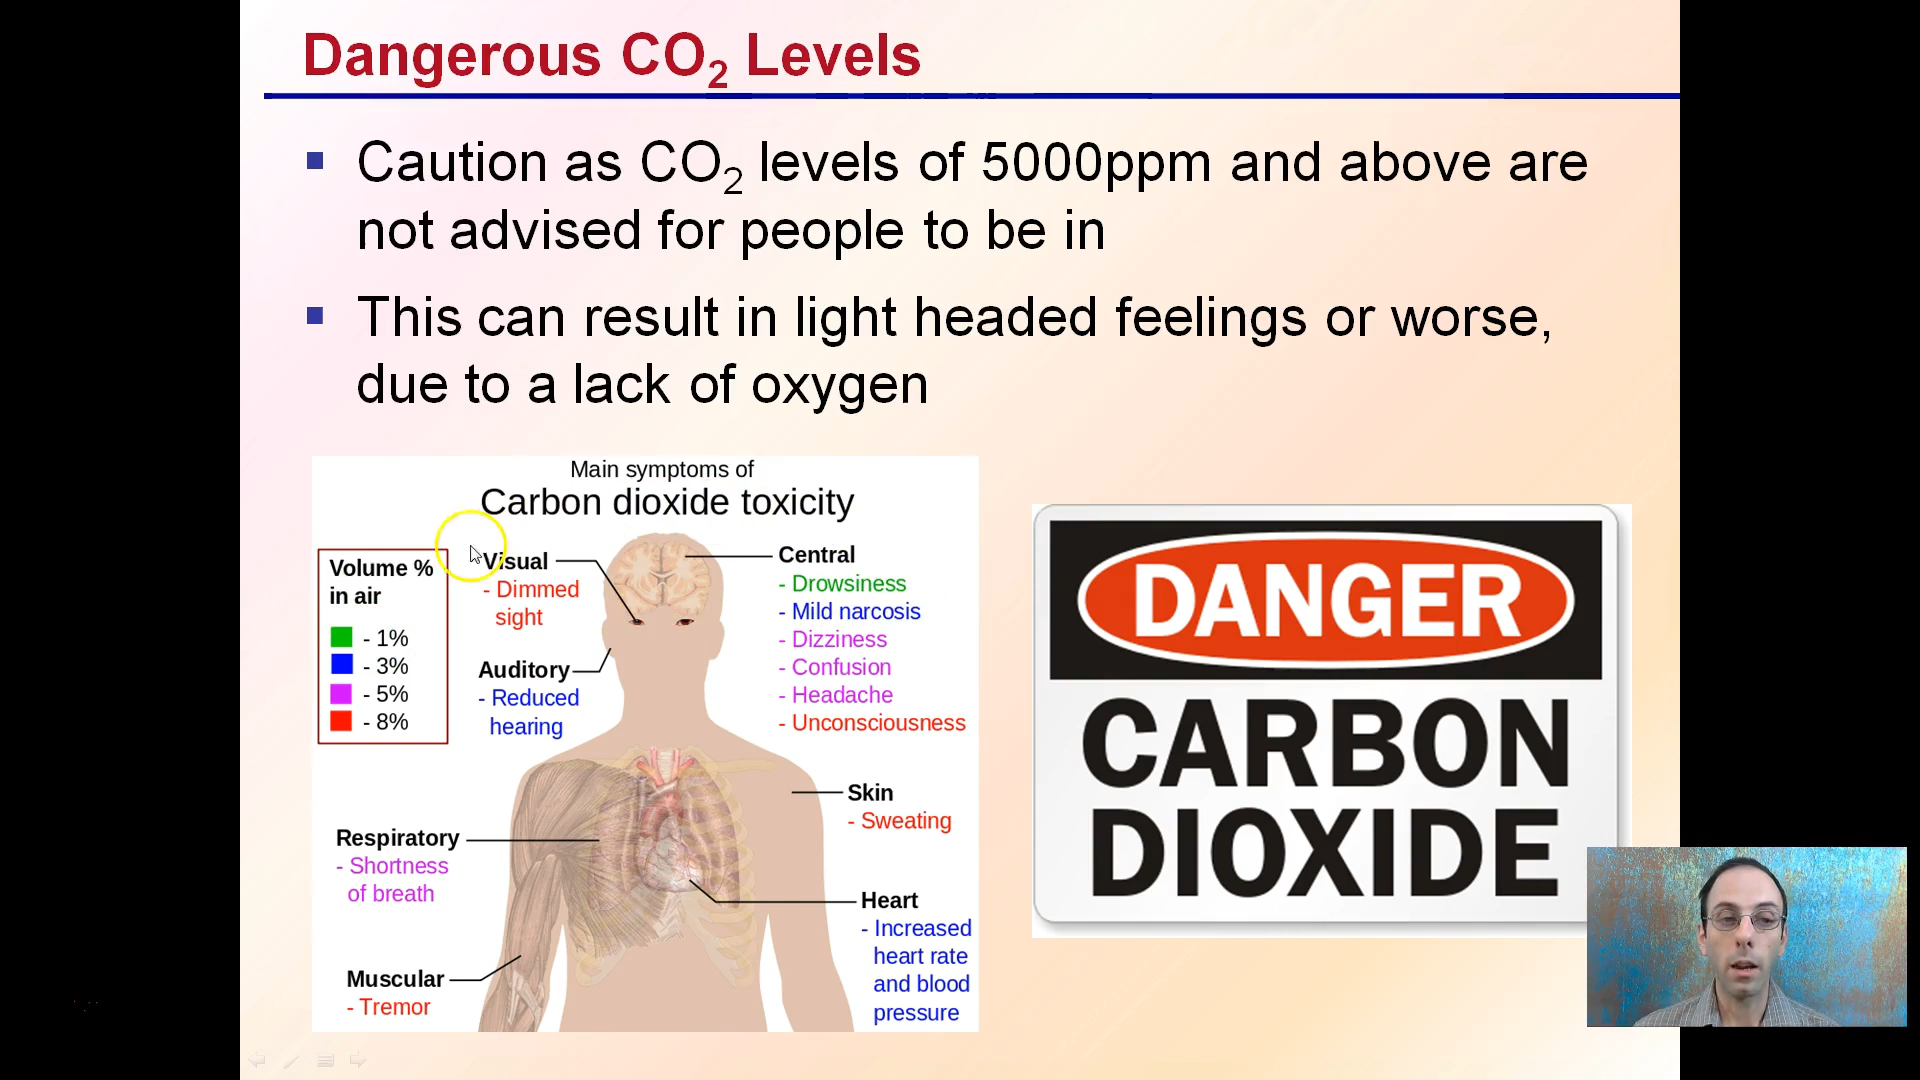 Dangerous CO₂ Levels
▪ Caution as CO₂ levels of 5000ppm and above are
not advised for people to be in
▪ This can result in light headed feelings or worse,
due to a lack of oxygen
Main symptoms of
Carbon dioxide toxicity
Volume %
in air
- 1%
- 3%
- 5%
- 8%
Visual
- Dimmed
sight
Auditory
- Reduced
hearing
Respiratory
- Shortness
of breath
Muscular
- Tremor
Central
- Drowsiness
- Mild narcosis
- Dizziness
- Confusion
- Headache
- Unconsciousness
Skin
- Sweating
Heart
- Increased
heart rate
and blood
pressure
DANGER
CARBON
DIOXIDE